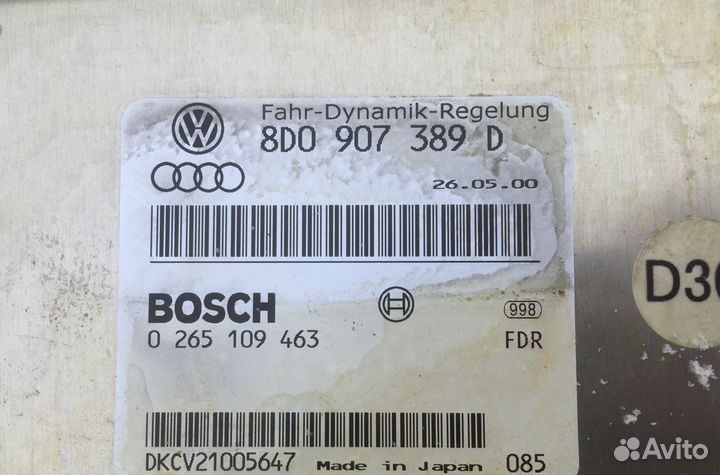 Fahr-Dynamik-Regelung
8D0 907 389 D
26.05.00
BOSCH
0 265 109 463
998
FDR
DKCV21005647 Made in Japan 085
Avito